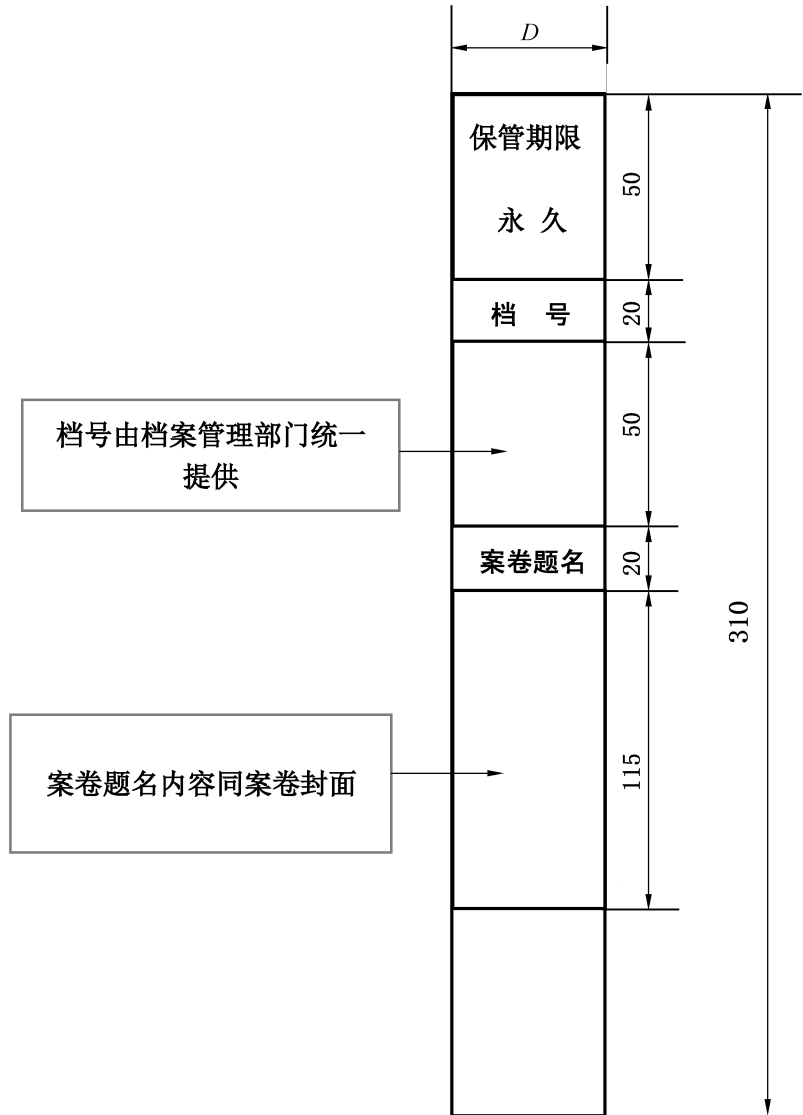 D
保管期限
永 久
50
档 号
20
档号由档案管理部门统一
提供
50
案卷题名
20
310
案卷题名内容同案卷封面
115